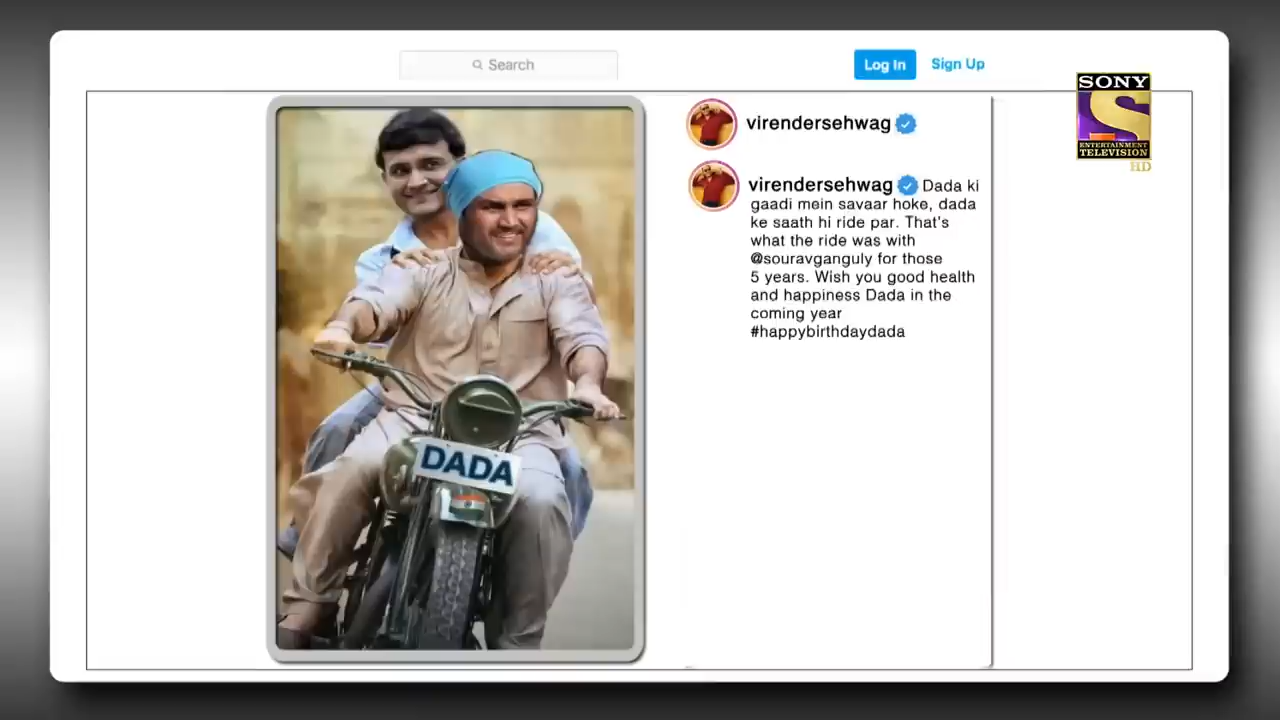 Search
Log In
Sign Up
SONY
S
ENTERTAINMENT
TELEVISION
HD
virendersehwag
virendersehwag Dada ki
gaadi mein savaar hoke, dada
ke saath hi ride par. That's
what the ride was with
@souravganguly for those
5 years. Wish you good health
and happiness Dada in the
coming year
#happybirthdaydada
DADA